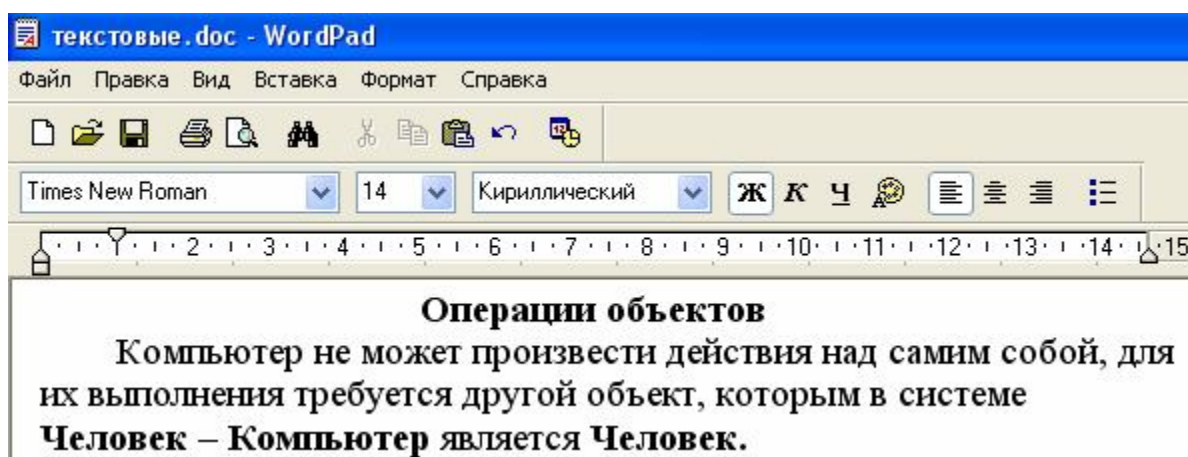 текстовые.doc - WordPad
Файл Правка Вид Вставка Формат Справка
Times New Roman 14 Кириллический Ж К Ч
1 2 3 4 5 6 7 8 9 10 11 12 13 14 15
Операции объектов
Компьютер не может произвести действия над самим собой, для
их выполнения требуется другой объект, которым в системе
Человек – Компьютер является Человек.